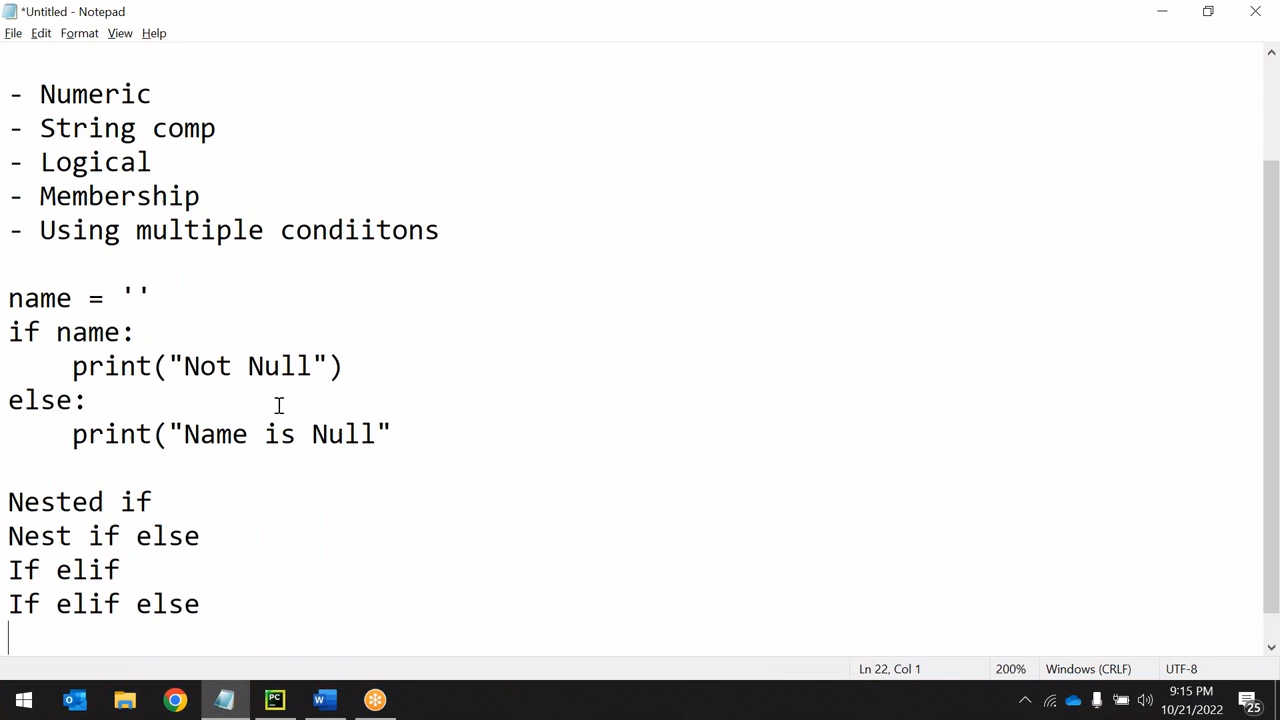 *Untitled - Notepad
File Edit Format View Help
- Numeric
- String comp
- Logical
- Membership
- Using multiple condiitons
name = ''
if name:
print("Not Null")
else:
print("Name is Null"
Nested if
Nest if else
If elif
If elif else
Ln 22, Col 1 200% Windows (CRLF) UTF-8
PC W
9:15 PM
10/21/2022
25